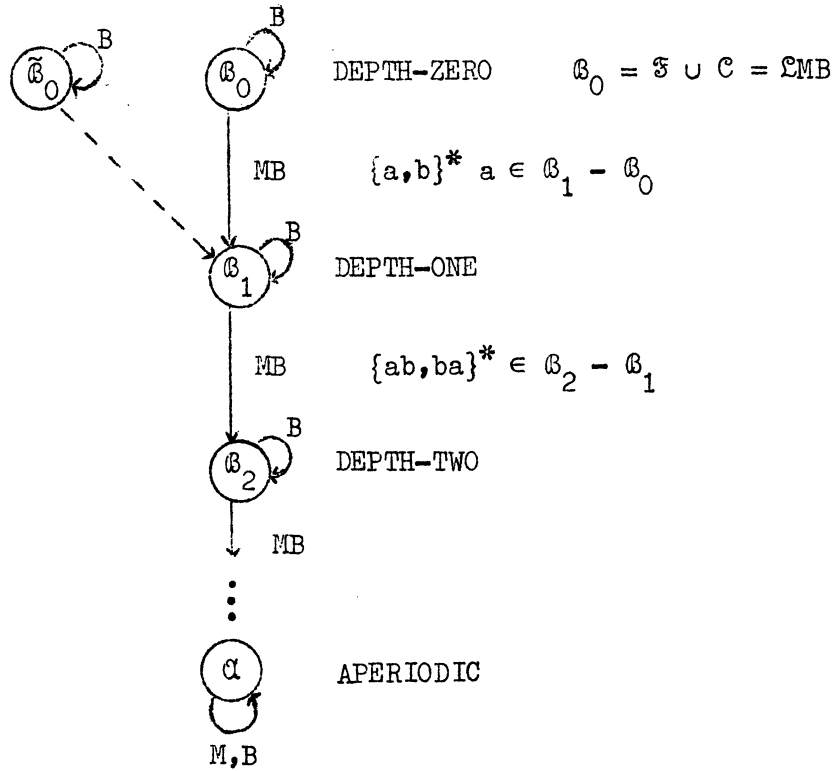 B B
𝔅̃₀ 𝔅₀ DEPTH-ZERO 𝔅₀ = 𝔉 ∪ C = 𝔏MB
MB {a,b}* a ∈ 𝔅₁ - 𝔅₀
B
𝔅₁ DEPTH-ONE
MB {ab,ba}* ∈ 𝔅₂ - 𝔅₁
B
𝔅₂ DEPTH-TWO
MB
𝔞 APERIODIC
M,B